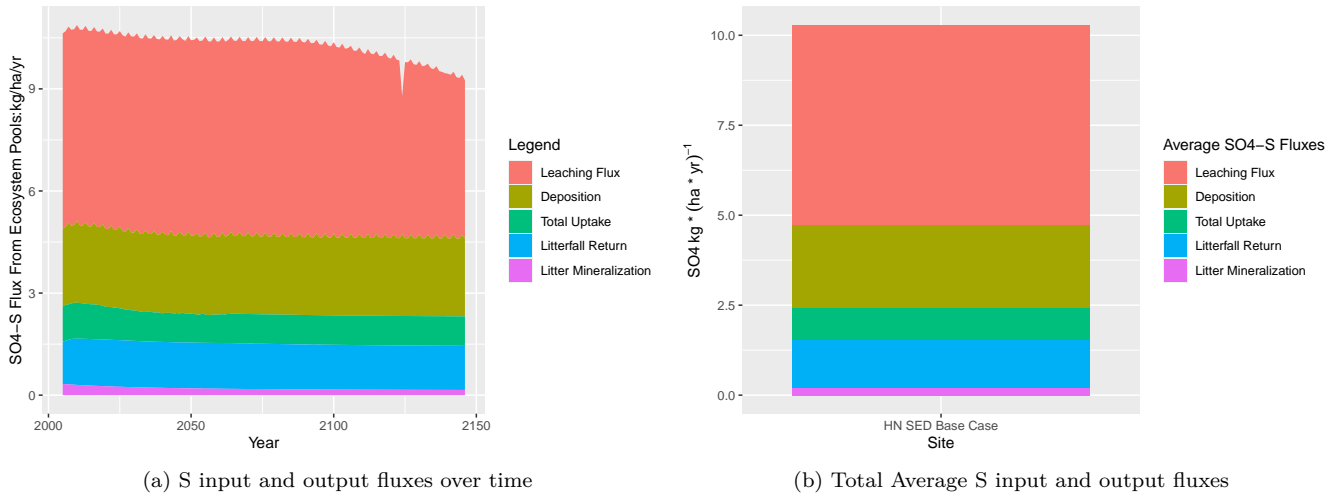 SO4−S Flux From Ecosystem Pools:kg/ha/yr
9
6
3
0
2000
2050
2100
2150
Year
Legend
Leaching Flux
Deposition
Total Uptake
Litterfall Return
Litter Mineralization
(a) S input and output fluxes over time
SO4 kg * (ha * yr)⁻¹
10.0
7.5
5.0
2.5
0.0
HN SED Base Case
Site
Average SO4−S Fluxes
Leaching Flux
Deposition
Total Uptake
Litterfall Return
Litter Mineralization
(b) Total Average S input and output fluxes